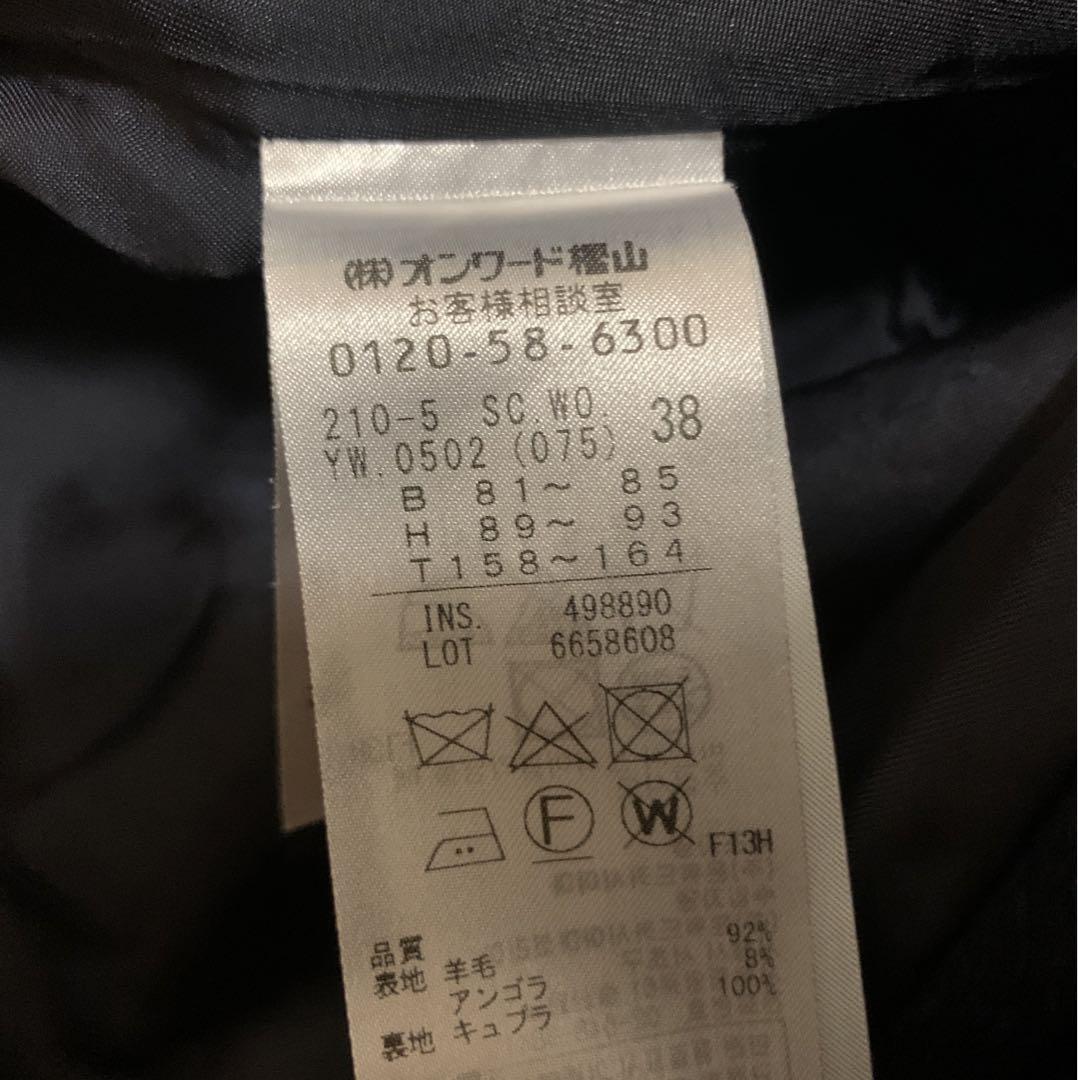 (株)オンワード樫山
お客様相談室
0120-58-6300
210-5 SC.WO. 38
YW.0502 (075)
B 81～ 85
H 89～ 93
T158～164
INS. 498890
LOT 6658608
F W
F13H
品質
表地 羊毛 92%
アンゴラ 8%
裏地 キュプラ 100%